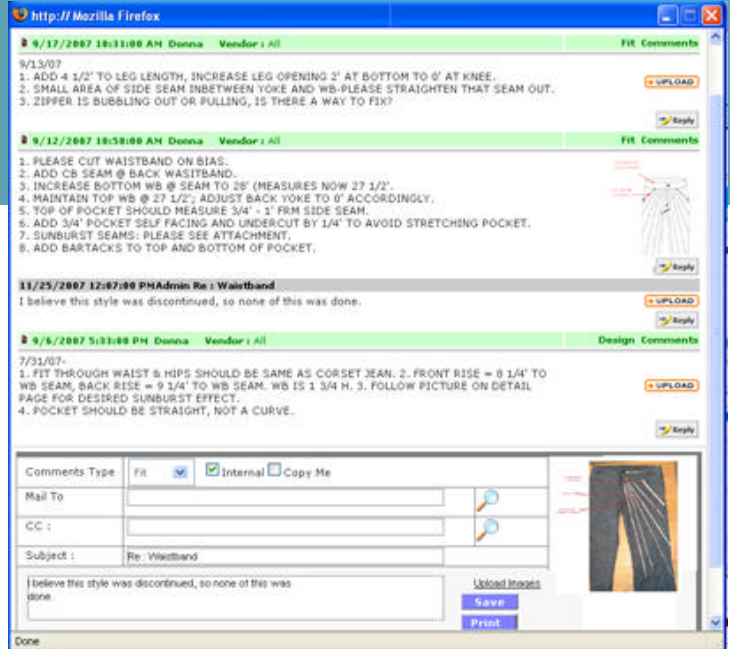 http:// Mozilla Firefox
9/17/2007 10:31:00 AM Donna Vendor : All Fit Comments
9/13/07
1. ADD 4 1/2' TO LEG LENGTH, INCREASE LEG OPENING 2' AT BOTTOM TO 0' AT KNEE.
2. SMALL AREA OF SIDE SEAM INBETWEEN YOKE AND WB-PLEASE STRAIGHTEN THAT SEAM OUT.
3. ZIPPER IS BUBBLING OUT OR PULLING, IS THERE A WAY TO FIX?
UPLOAD
Reply
9/12/2007 10:58:00 AM Donna Vendor : All Fit Comments
1. PLEASE CUT WAISTBAND ON BIAS.
2. ADD CB SEAM @ BACK WASITBAND.
3. INCREASE BOTTOM WB @ SEAM TO 28' (MEASURES NOW 27 1/2'.
4. MAINTAIN TOP WB @ 27 1/2'; ADJUST BACK YOKE TO 0' ACCORDINGLY.
5. TOP OF POCKET SHOULD MEASURE 3/4' - 1' FRM SIDE SEAM.
6. ADD 3/4' POCKET SELF FACING AND UNDERCUT BY 1/4' TO AVOID STRETCHING POCKET.
7. SUNBURST SEAMS: PLEASE SEE ATTACHMENT.
8. ADD BARTACKS TO TOP AND BOTTOM OF POCKET.
Reply
11/25/2007 12:07:00 PMAdmin Re : Waistband
I believe this style was discontinued, so none of this was done.
UPLOAD
Reply
9/6/2007 5:33:00 PM Donna Vendor : All Design Comments
7/31/07-
1. FIT THROUGH WAIST & HIPS SHOULD BE SAME AS CORSET JEAN. 2. FRONT RISE = 8 1/4' TO
WB SEAM, BACK RISE = 9 1/4' TO WB SEAM. WB IS 1 3/4 H. 3. FOLLOW PICTURE ON DETAIL
PAGE FOR DESIRED SUNBURST EFFECT.
4. POCKET SHOULD BE STRAIGHT, NOT A CURVE.
UPLOAD
Reply
Comments Type Fit Internal Copy Me
Mail To
CC :
Subject : Re : Waistband
I believe this style was discontinued, so none of this was
done.
Upload Images
Save
Print
Done